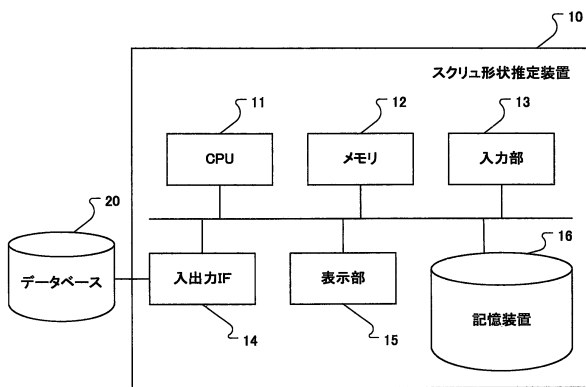 10
スクリュ形状推定装置
11
12
13
CPU
メモリ
入力部
20
16
データベース
入出力IF
表示部
記憶装置
14
15